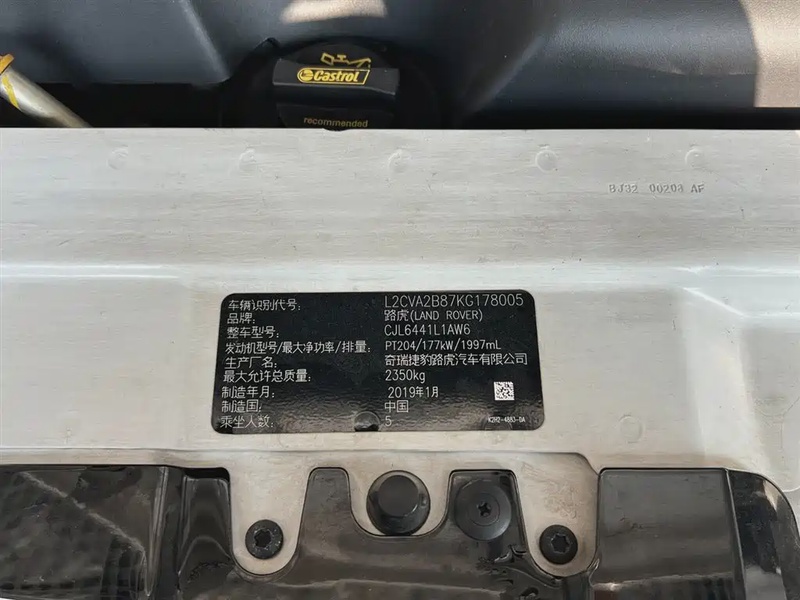 Castrol
recommended
BJ32 00203 AF
车辆识别代号: L2CVA2B87KG178005
品牌: 路虎(LAND ROVER)
整车型号: CJL6441L1AW6
发动机型号/最大净功率/排量: PT204/177kW/1997mL
生产厂名: 奇瑞捷豹路虎汽车有限公司
最大允许总质量: 2350kg
制造年月: 2019年1月
制造国: 中国
乘坐人数: 5
K2H2-4883-DA